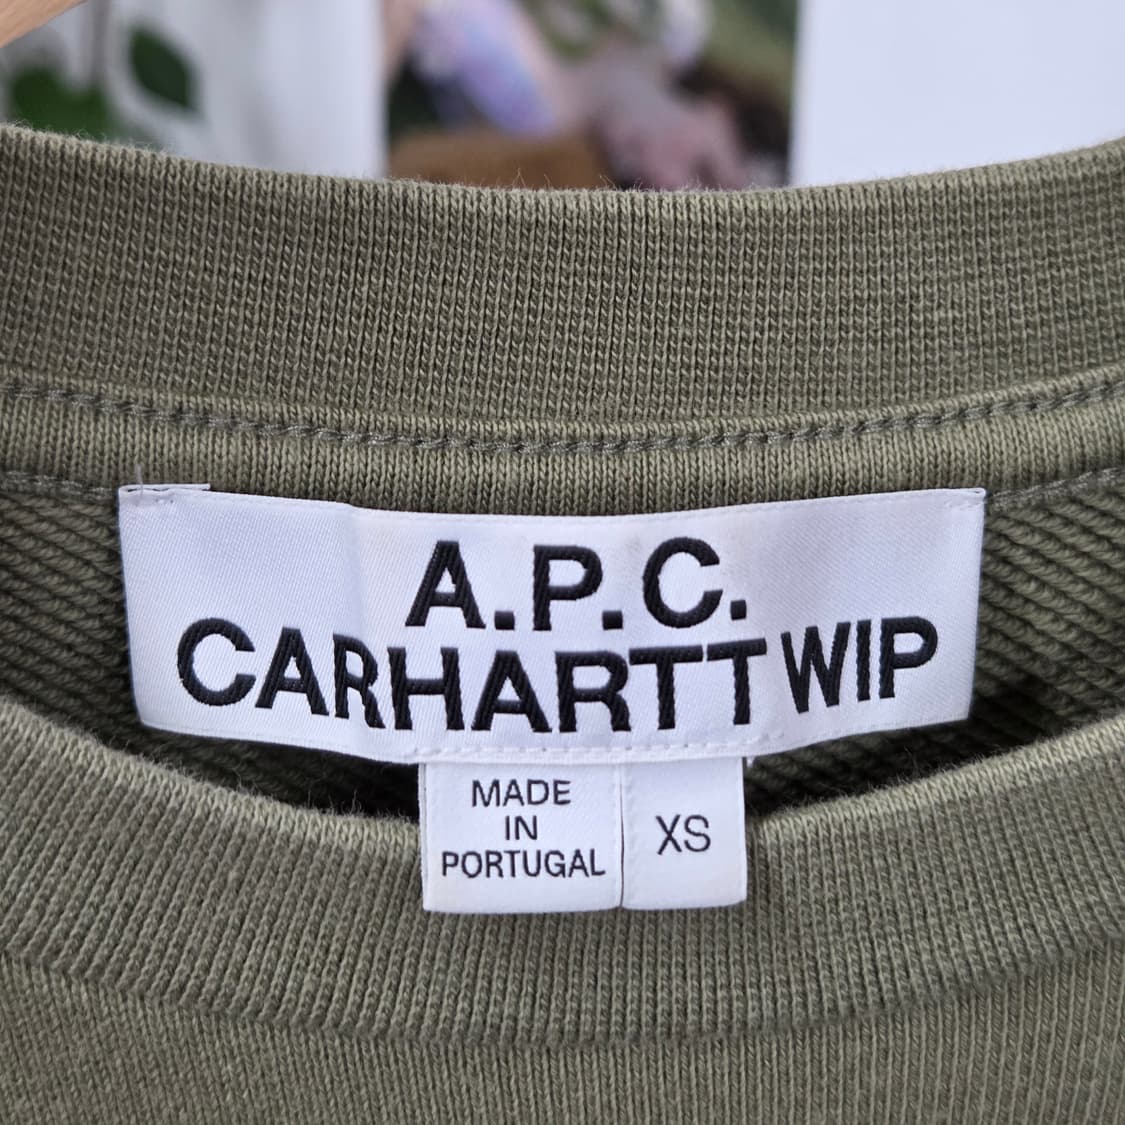 A.P.C.
CARHARTT WIP
MADE
IN
PORTUGAL
XS